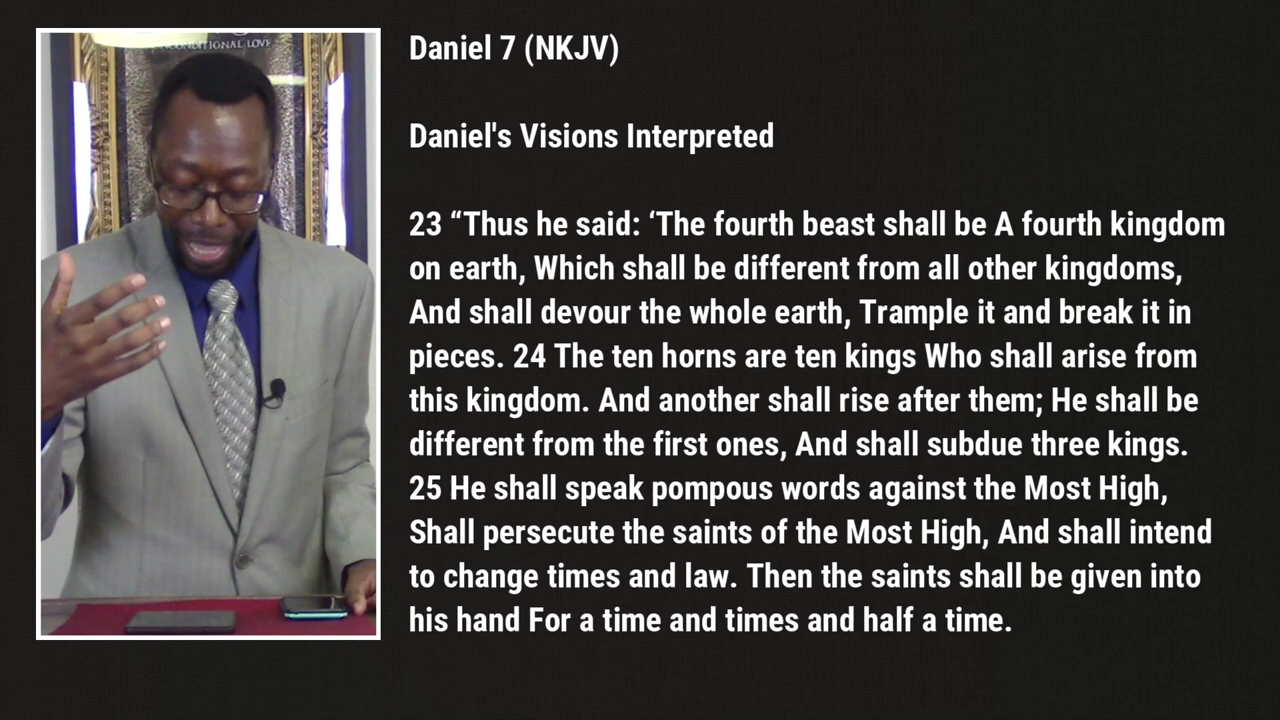 CONDITIONAL LOVE
Daniel 7 (NKJV)
Daniel's Visions Interpreted
23 “Thus he said: ‘The fourth beast shall be A fourth kingdom
on earth, Which shall be different from all other kingdoms,
And shall devour the whole earth, Trample it and break it in
pieces. 24 The ten horns are ten kings Who shall arise from
this kingdom. And another shall rise after them; He shall be
different from the first ones, And shall subdue three kings.
25 He shall speak pompous words against the Most High,
Shall persecute the saints of the Most High, And shall intend
to change times and law. Then the saints shall be given into
his hand For a time and times and half a time.